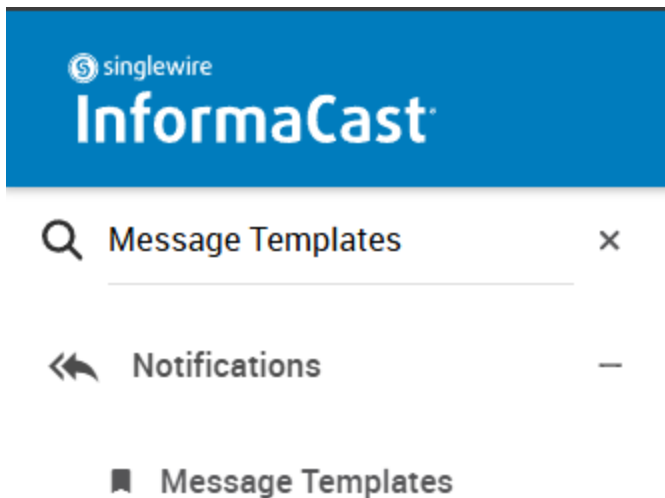 singlewire
InformaCast
Message Templates
Notifications
Message Templates